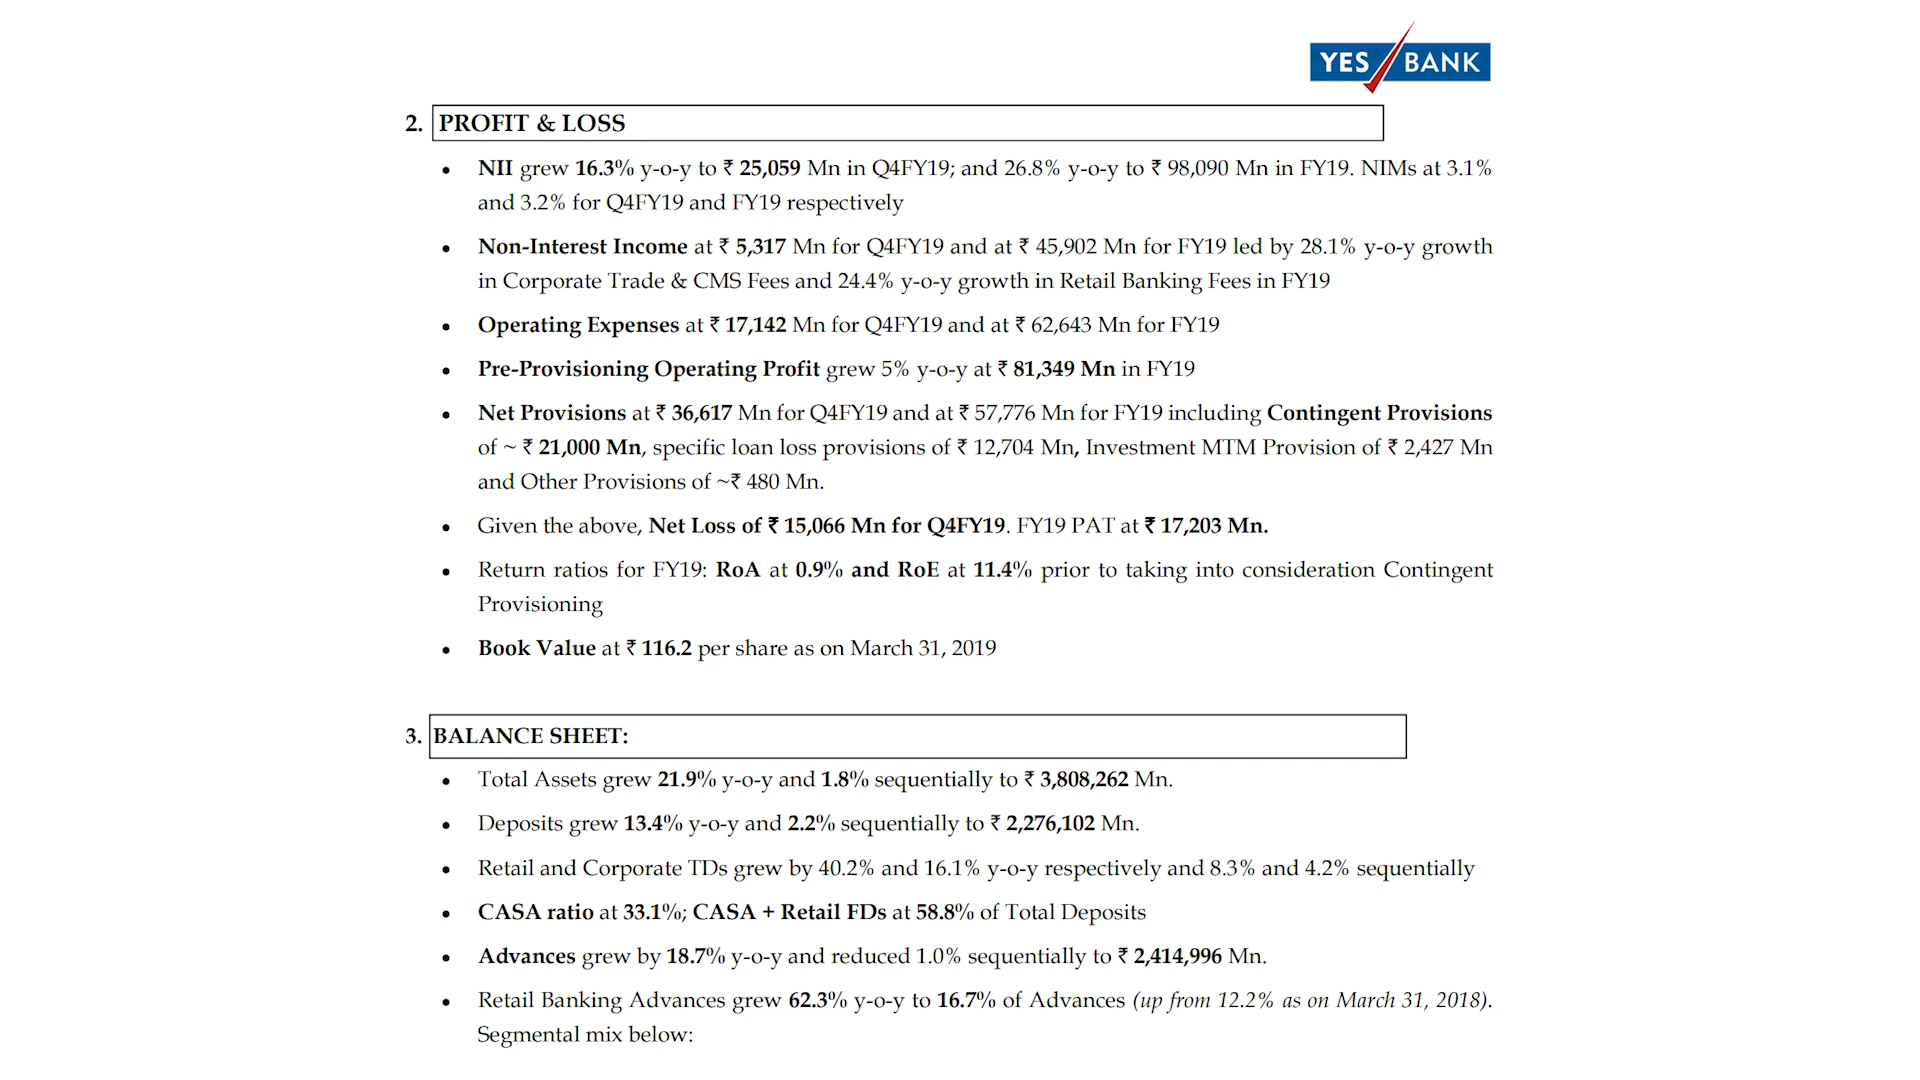 YES BANK
2. PROFIT & LOSS
• NII grew 16.3% y-o-y to ₹ 25,059 Mn in Q4FY19; and 26.8% y-o-y to ₹ 98,090 Mn in FY19. NIMs at 3.1%
and 3.2% for Q4FY19 and FY19 respectively
• Non-Interest Income at ₹ 5,317 Mn for Q4FY19 and at ₹ 45,902 Mn for FY19 led by 28.1% y-o-y growth
in Corporate Trade & CMS Fees and 24.4% y-o-y growth in Retail Banking Fees in FY19
• Operating Expenses at ₹ 17,142 Mn for Q4FY19 and at ₹ 62,643 Mn for FY19
• Pre-Provisioning Operating Profit grew 5% y-o-y at ₹ 81,349 Mn in FY19
• Net Provisions at ₹ 36,617 Mn for Q4FY19 and at ₹ 57,776 Mn for FY19 including Contingent Provisions
of ~ ₹ 21,000 Mn, specific loan loss provisions of ₹ 12,704 Mn, Investment MTM Provision of ₹ 2,427 Mn
and Other Provisions of ~₹ 480 Mn.
• Given the above, Net Loss of ₹ 15,066 Mn for Q4FY19. FY19 PAT at ₹ 17,203 Mn.
• Return ratios for FY19: RoA at 0.9% and RoE at 11.4% prior to taking into consideration Contingent
Provisioning
• Book Value at ₹ 116.2 per share as on March 31, 2019
3. BALANCE SHEET:
• Total Assets grew 21.9% y-o-y and 1.8% sequentially to ₹ 3,808,262 Mn.
• Deposits grew 13.4% y-o-y and 2.2% sequentially to ₹ 2,276,102 Mn.
• Retail and Corporate TDs grew by 40.2% and 16.1% y-o-y respectively and 8.3% and 4.2% sequentially
• CASA ratio at 33.1%; CASA + Retail FDs at 58.8% of Total Deposits
• Advances grew by 18.7% y-o-y and reduced 1.0% sequentially to ₹ 2,414,996 Mn.
• Retail Banking Advances grew 62.3% y-o-y to 16.7% of Advances (up from 12.2% as on March 31, 2018).
Segmental mix below: